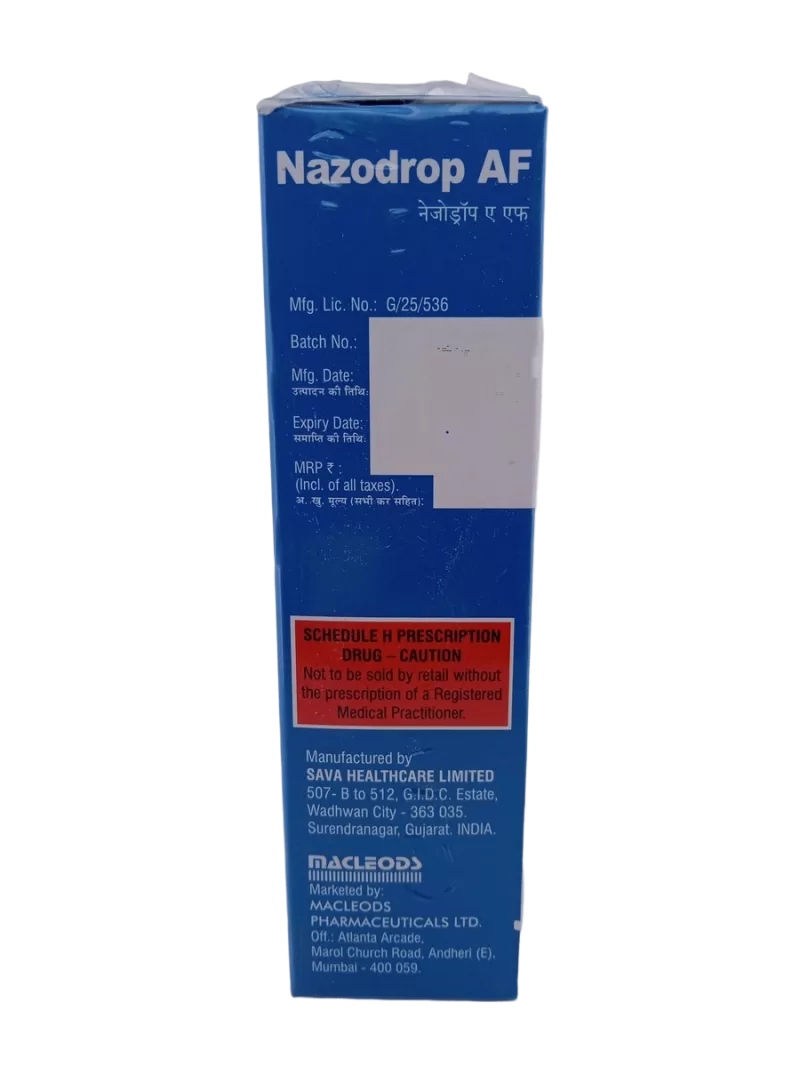 Nazodrop AF
नेजोड्रॉप ए एफ
Mfg. Lic. No.: G/25/536
Batch No.:
Mfg. Date:
उत्पादन की तिथि:
Expiry Date:
समाप्ति की तिथि:
MRP ₹ :
(Incl. of all taxes).
अ. खु. मूल्य (सभी कर सहित):
SCHEDULE H PRESCRIPTION
DRUG – CAUTION
Not to be sold by retail without
the prescription of a Registered
Medical Practitioner.
Manufactured by
SAVA HEALTHCARE LIMITED
507- B to 512, G.I.D.C. Estate,
Wadhwan City - 363 035.
Surendranagar, Gujarat. INDIA.
MACLEODS
Marketed by:
MACLEODS
PHARMACEUTICALS LTD.
Off.: Atlanta Arcade,
Marol Church Road, Andheri (E),
Mumbai - 400 059.